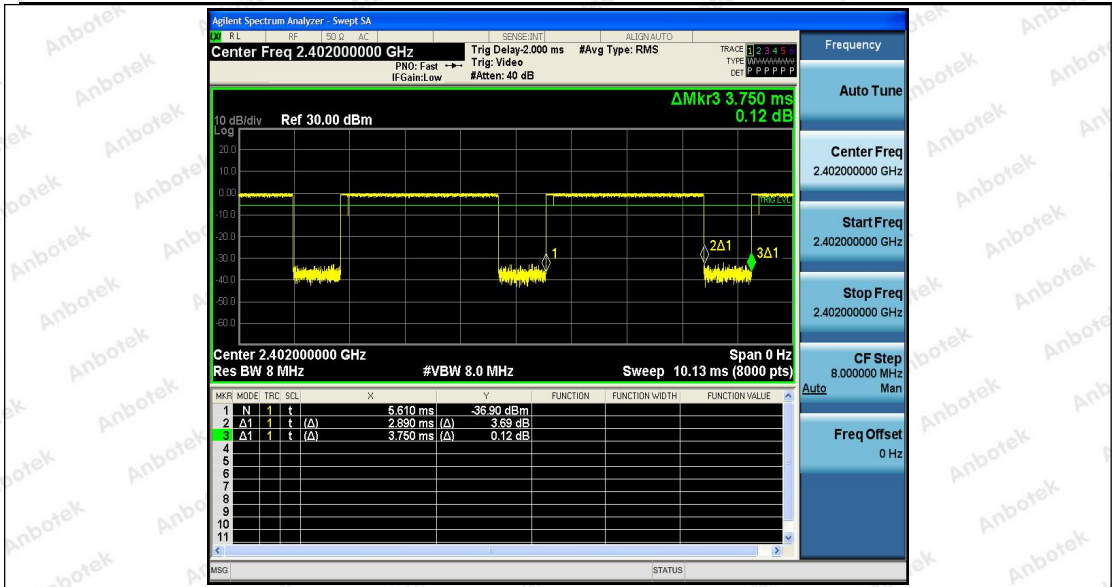 Agilent Spectrum Analyzer - Swept SA
RL RF 50 Ω AC SENSE:INT ALIGN AUTO
Center Freq 2.402000000 GHz
PNO: Fast
IFGain:Low
Trig Delay-2.000 ms
Trig: Video
#Atten: 40 dB
#Avg Type: RMS
TRACE 1 2 3 4 5 6
TYPE
DET P P P P P P
ΔMkr3 3.750 ms
0.12 dB
10 dB/div Ref 30.00 dBm
Log
20.0
10.0
0.00
TRIG LVL
-10.0
-20.0
2Δ1 3Δ1
1
-30.0
-40.0
-50.0
-60.0
Center 2.402000000 GHz Span 0 Hz
Res BW 8 MHz #VBW 8.0 MHz Sweep 10.13 ms (8000 pts)
MKR MODE TRC SCL X Y FUNCTION FUNCTION WIDTH FUNCTION VALUE
1 N 1 t 5.610 ms -36.90 dBm
2 Δ1 1 t (Δ) 2.890 ms (Δ) 3.69 dB
3 Δ1 1 t (Δ) 3.750 ms (Δ) 0.12 dB
4
5
6
7
8
9
10
11
MSG STATUS
Frequency
Auto Tune
Center Freq
2.402000000 GHz
Start Freq
2.402000000 GHz
Stop Freq
2.402000000 GHz
CF Step
8.000000 MHz
Auto Man
Freq Offset
0 Hz
Anbotek